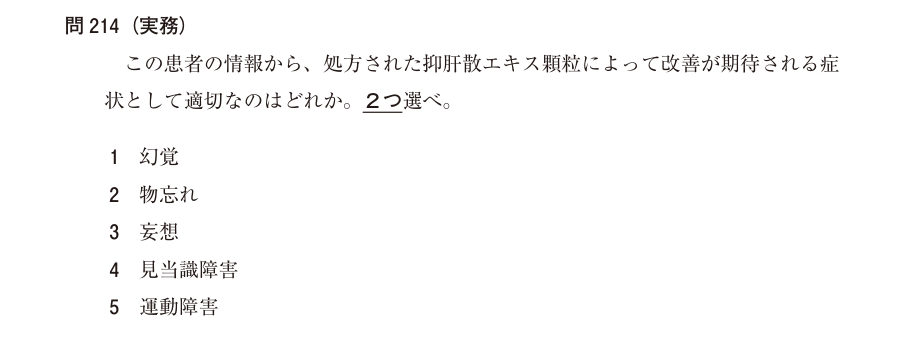 問 214（実務）
この患者の情報から、処方された抑肝散エキス顆粒によって改善が期待される症
状として適切なのはどれか。２つ選べ。
1 幻覚
2 物忘れ
3 妄想
4 見当識障害
5 運動障害